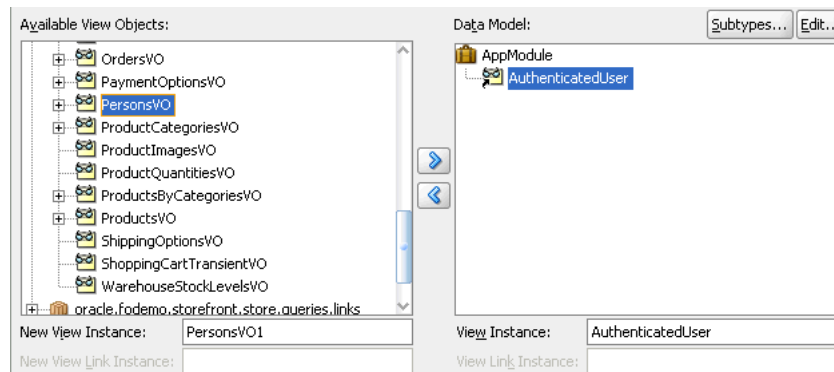 Available View Objects:
OrdersVO
PaymentOptionsVO
PersonsVO
ProductCategoriesVO
ProductImagesVO
ProductQuantitiesVO
ProductsByCategoriesVO
ProductsVO
ShippingOptionsVO
ShoppingCartTransientVO
WarehouseStockLevelsVO
oracle.fodemo.storefront.store.queries.links
New View Instance: PersonsVO1
New View Link Instance:
Data Model:
Subtypes... Edit..
AppModule
AuthenticatedUser
View Instance: AuthenticatedUser
View Link Instance: